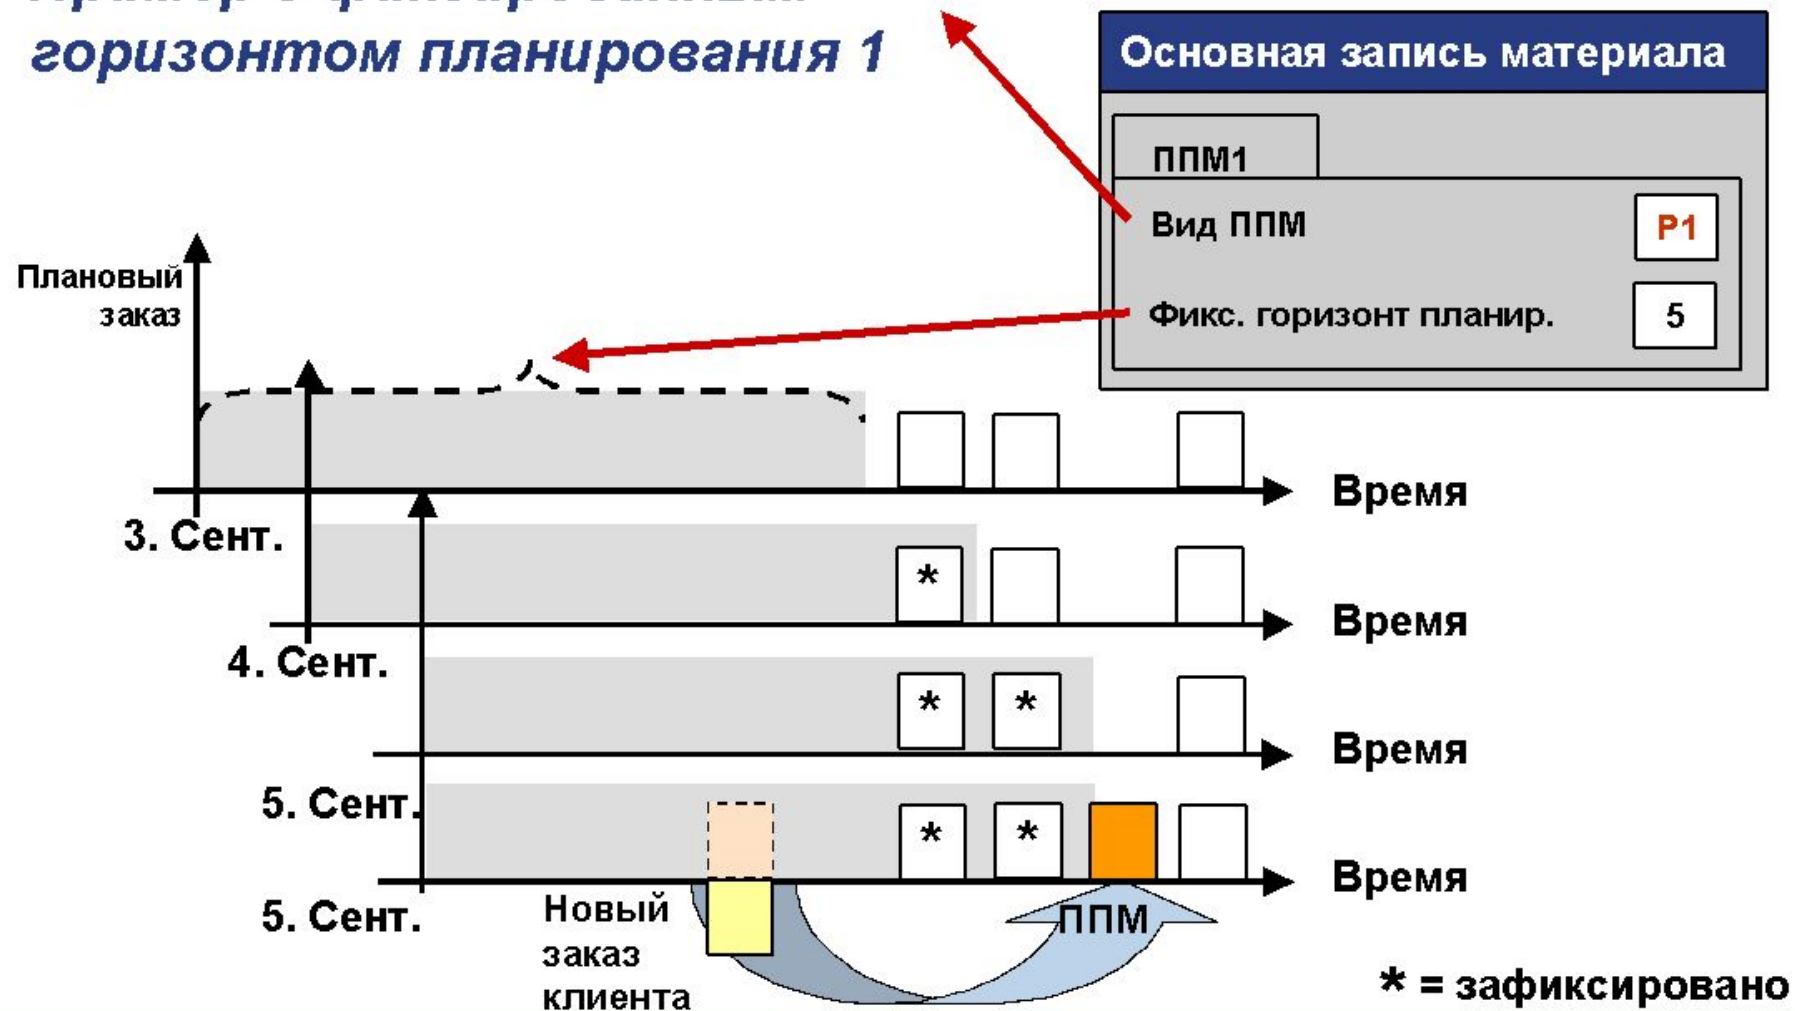 горизонтом планирования 1
Основная запись материала
ППМ1
Вид ППМ
P1
Фикс. горизонт планир.
5
Плановый
заказ
Время
3. Сент.
*
Время
4. Сент.
* *
Время
5. Сент.
* *
Время
5. Сент.
Новый
заказ
клиента
ППМ
* = зафиксировано